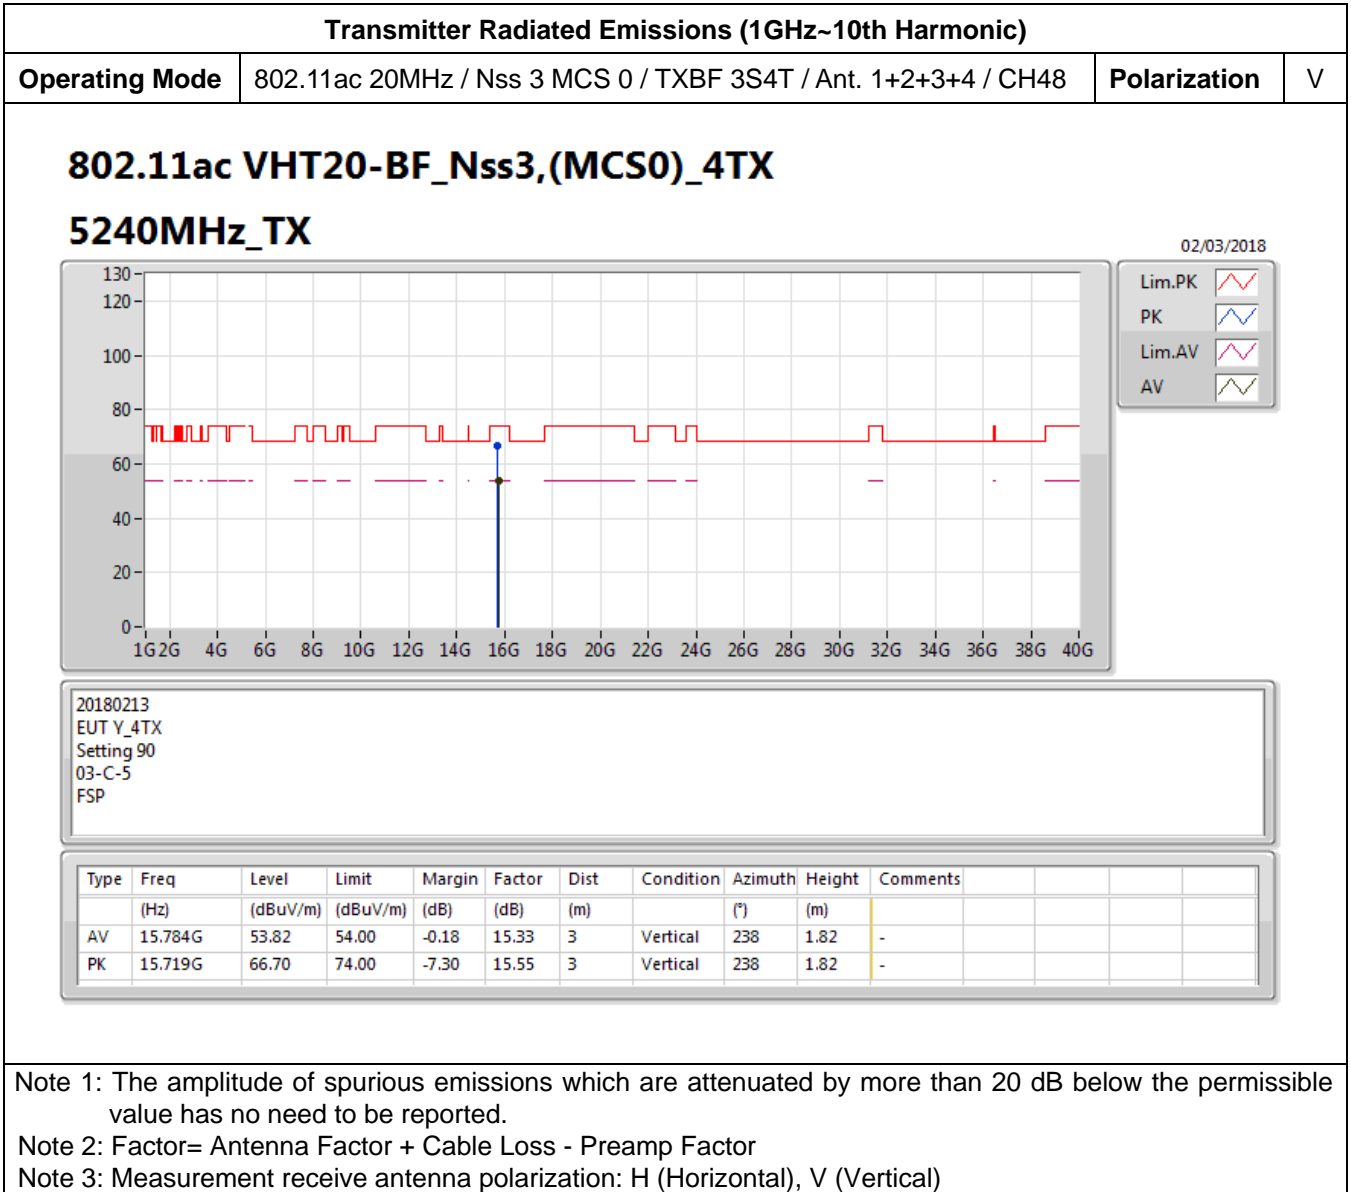 Transmitter Radiated Emissions (1GHz~10th Harmonic)
Operating Mode 802.11ac 20MHz / Nss 3 MCS 0 / TXBF 3S4T / Ant. 1+2+3+4 / CH48 Polarization V
802.11ac VHT20-BF_Nss3,(MCS0)_4TX
5240MHz_TX
02/03/2018
130
120
100
80
60
40
20
0
1G 2G 4G 6G 8G 10G 12G 14G 16G 18G 20G 22G 24G 26G 28G 30G 32G 34G 36G 38G 40G
Lim.PK
PK
Lim.AV
AV
20180213
EUT Y_4TX
Setting 90
03-C-5
FSP
Type Freq Level Limit Margin Factor Dist Condition Azimuth Height Comments
(Hz) (dBuV/m) (dBuV/m) (dB) (dB) (m) (°) (m)
AV 15.784G 53.82 54.00 -0.18 15.33 3 Vertical 238 1.82 -
PK 15.719G 66.70 74.00 -7.30 15.55 3 Vertical 238 1.82 -
Note 1: The amplitude of spurious emissions which are attenuated by more than 20 dB below the permissible
value has no need to be reported.
Note 2: Factor= Antenna Factor + Cable Loss - Preamp Factor
Note 3: Measurement receive antenna polarization: H (Horizontal), V (Vertical)